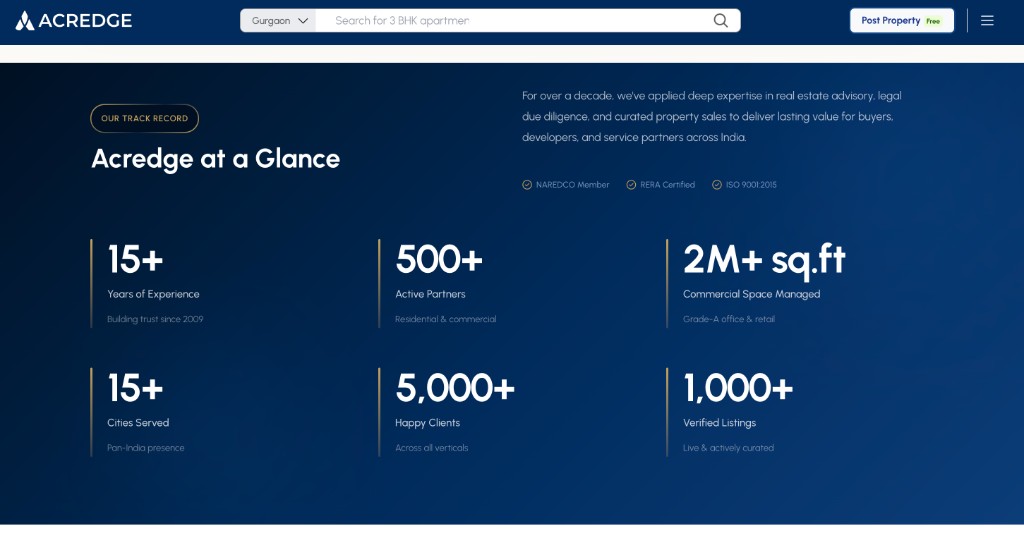 ACREDGE
Gurgaon
Search for 3 BHK apartmer
Post Property Free
OUR TRACK RECORD
Acredge at a Glance
For over a decade, we've applied deep expertise in real estate advisory, legal
due diligence, and curated property sales to deliver lasting value for buyers,
developers, and service partners across India.
NAREDCO Member
RERA Certified
ISO 9001:2015
15+
Years of Experience
Building trust since 2009
500+
Active Partners
Residential & commercial
2M+ sq.ft
Commercial Space Managed
Grade-A office & retail
15+
Cities Served
Pan-India presence
5,000+
Happy Clients
Across all verticals
1,000+
Verified Listings
Live & actively curated